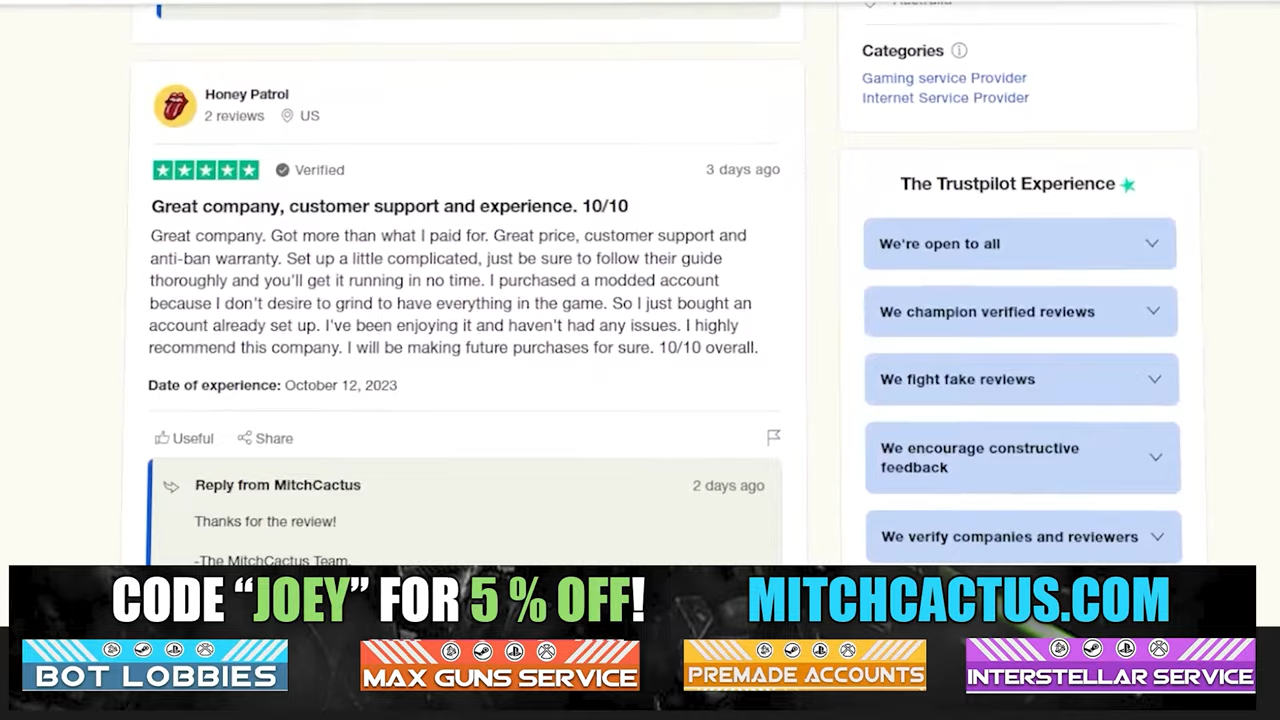 Honey Patrol
2 reviews US
Verified
3 days ago
Great company, customer support and experience. 10/10
Great company. Got more than what I paid for. Great price, customer support and
anti-ban warranty. Set up a little complicated, just be sure to follow their guide
thoroughly and you'll get it running in no time. I purchased a modded account
because I don't desire to grind to have everything in the game. So I just bought an
account already set up. I've been enjoying it and haven't had any issues. I highly
recommend this company. I will be making future purchases for sure. 10/10 overall.
Date of experience: October 12, 2023
Useful Share
Reply from MitchCactus
2 days ago
Thanks for the review!
-The MitchCactus Team.
Australia
Categories
Gaming service Provider
Internet Service Provider
The Trustpilot Experience
We're open to all
We champion verified reviews
We fight fake reviews
We encourage constructive
feedback
We verify companies and reviewers
CODE “JOEY” FOR 5 % OFF!
MITCHCACTUS.COM
BOT LOBBIES
MAX GUNS SERVICE
PREMADE ACCOUNTS
INTERSTELLAR SERVICE